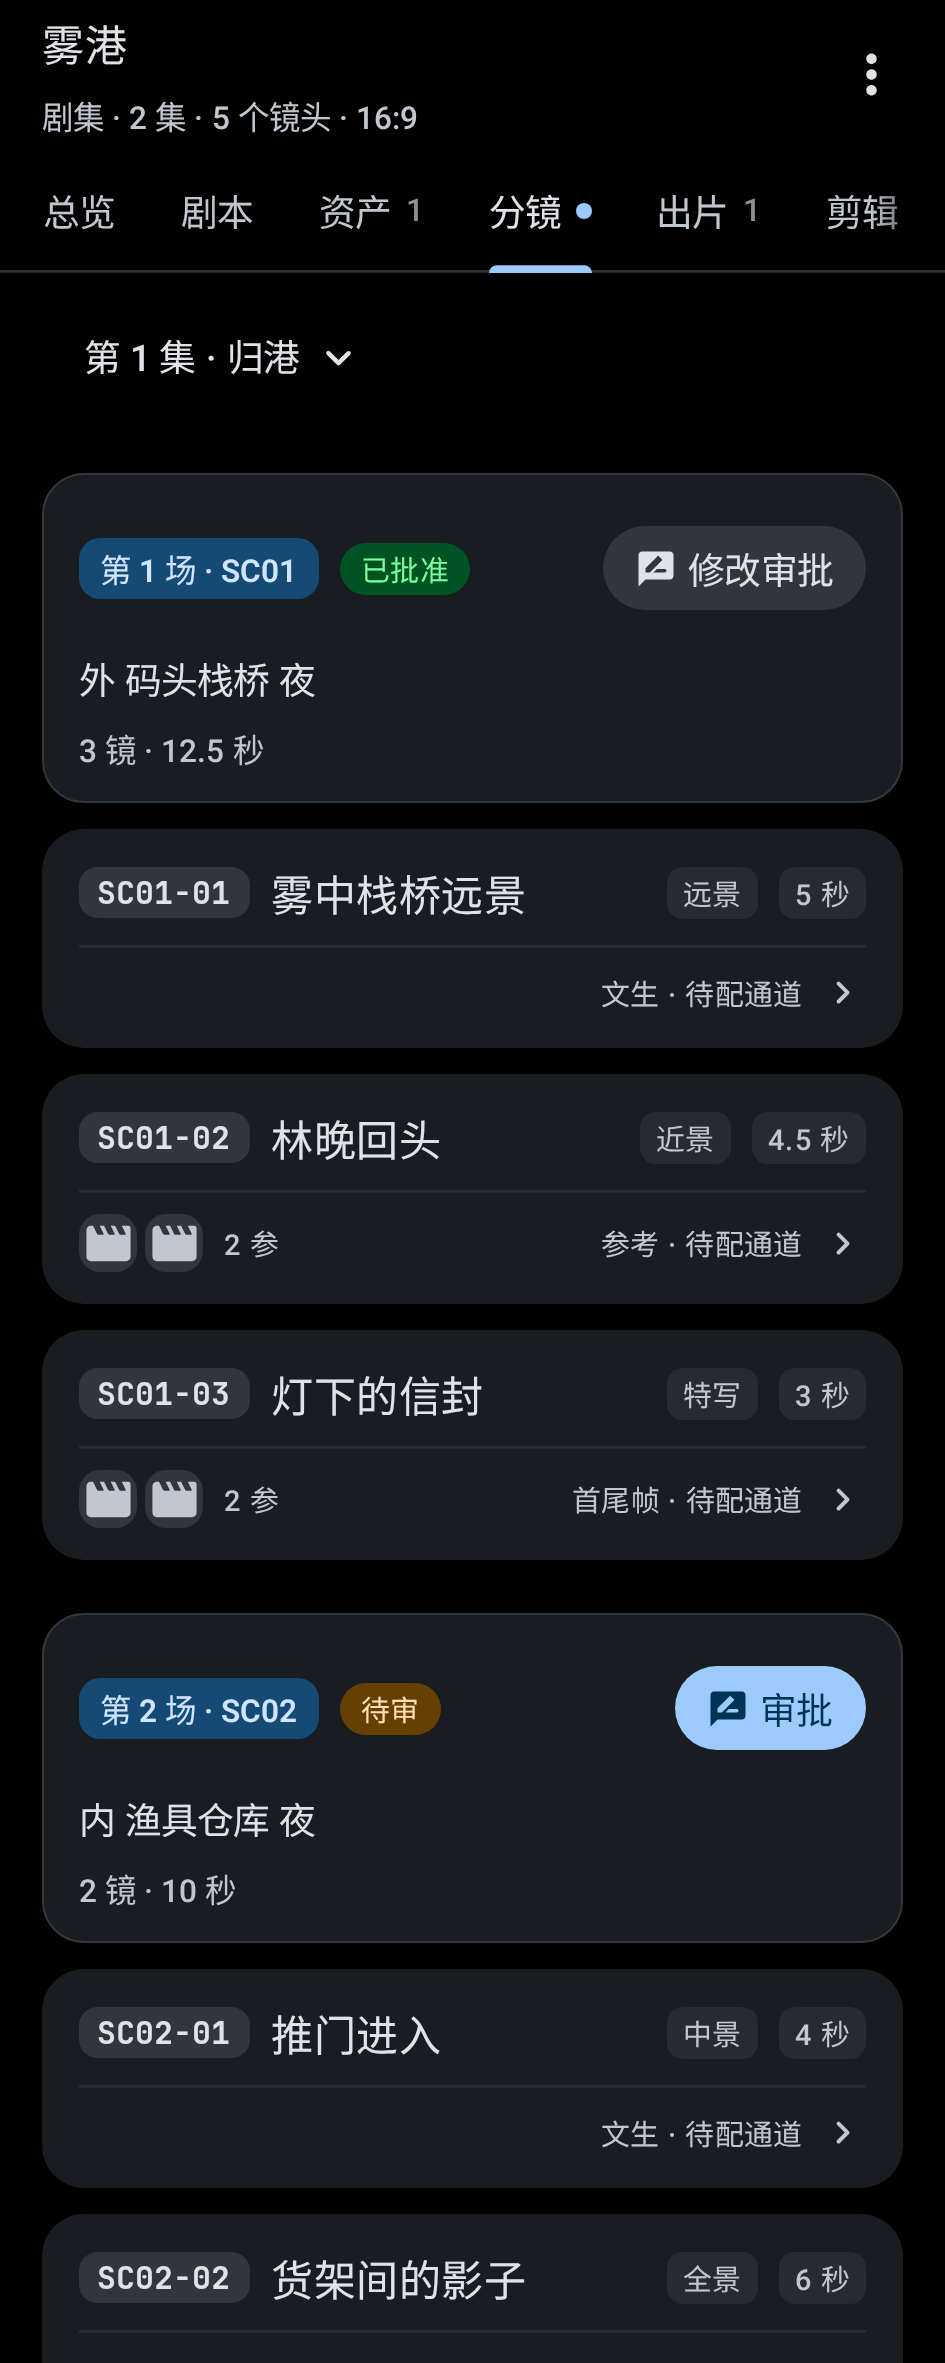 雾港
剧集 · 2 集 · 5 个镜头 · 16:9
总览 剧本 资产 1 分镜 出片 1 剪辑
第 1 集 · 归港
第 1 场 · SC01 已批准 修改审批
外 码头栈桥 夜
3 镜 · 12.5 秒
SC01-01 雾中栈桥远景 远景 5 秒
文生 · 待配通道
SC01-02 林晚回头 近景 4.5 秒
2 参 参考 · 待配通道
SC01-03 灯下的信封 特写 3 秒
2 参 首尾帧 · 待配通道
第 2 场 · SC02 待审 审批
内 渔具仓库 夜
2 镜 · 10 秒
SC02-01 推门进入 中景 4 秒
文生 · 待配通道
SC02-02 货架间的影子 全景 6 秒